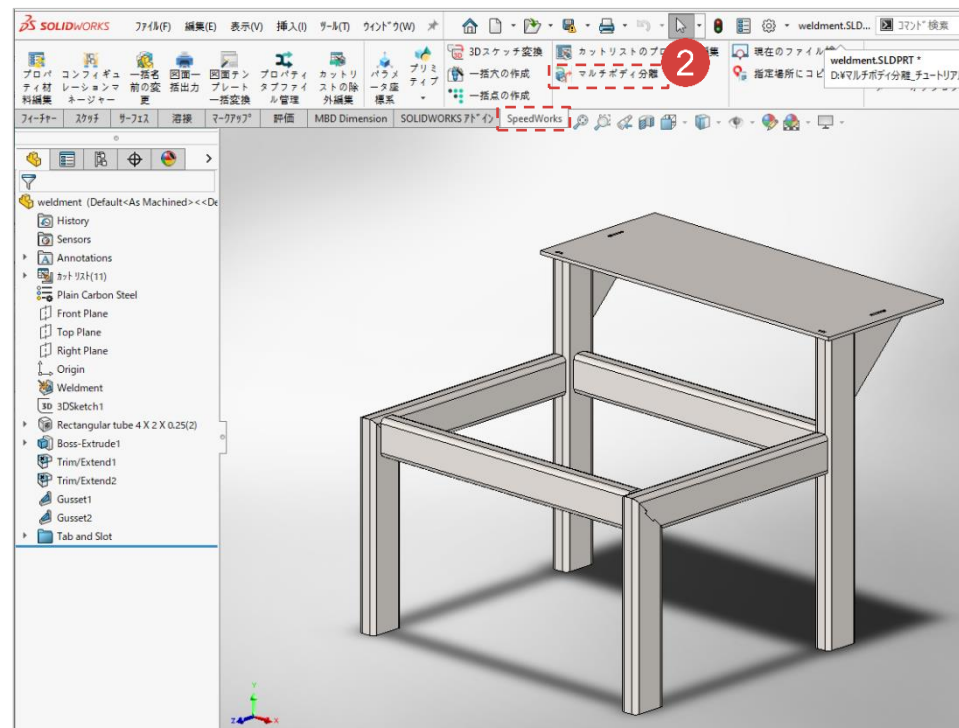 SOLIDWORKS ファイル(F) 編集(E) 表示(V) 挿入(I) ツール(T) ウィンドウ(W) weldment.SLD... コマンド検索
プロパティ材料編集
コンフィギュレーションマネージャー
一括名前の変更
図面一括出力
図面テンプレート一括変換
プロパティタブファイル管理
カットリストの除外編集
パラメータ座標系
プリミティブ
3Dスケッチ変換
一括穴の作成
一括点の作成
カットリストのプロ
集
マルチボディ分離
2
現在のファイル
指定場所にコピ
weldment.SLDPRT *
D:¥マルチボディ分離_チュートリア
フィーチャー スケッチ サーフェス 溶接 マークアップ 評価 MBD Dimension SOLIDWORKS アドイン SpeedWorks
weldment (Default<As Machined><<De
History
Sensors
Annotations
カットリスト(11)
Plain Carbon Steel
Front Plane
Top Plane
Right Plane
Origin
Weldment
3D 3DSketch1
Rectangular tube 4 X 2 X 0.25(2)
Boss-Extrude1
Trim/Extend1
Trim/Extend2
Gusset1
Gusset2
Tab and Slot
Y
Z
X